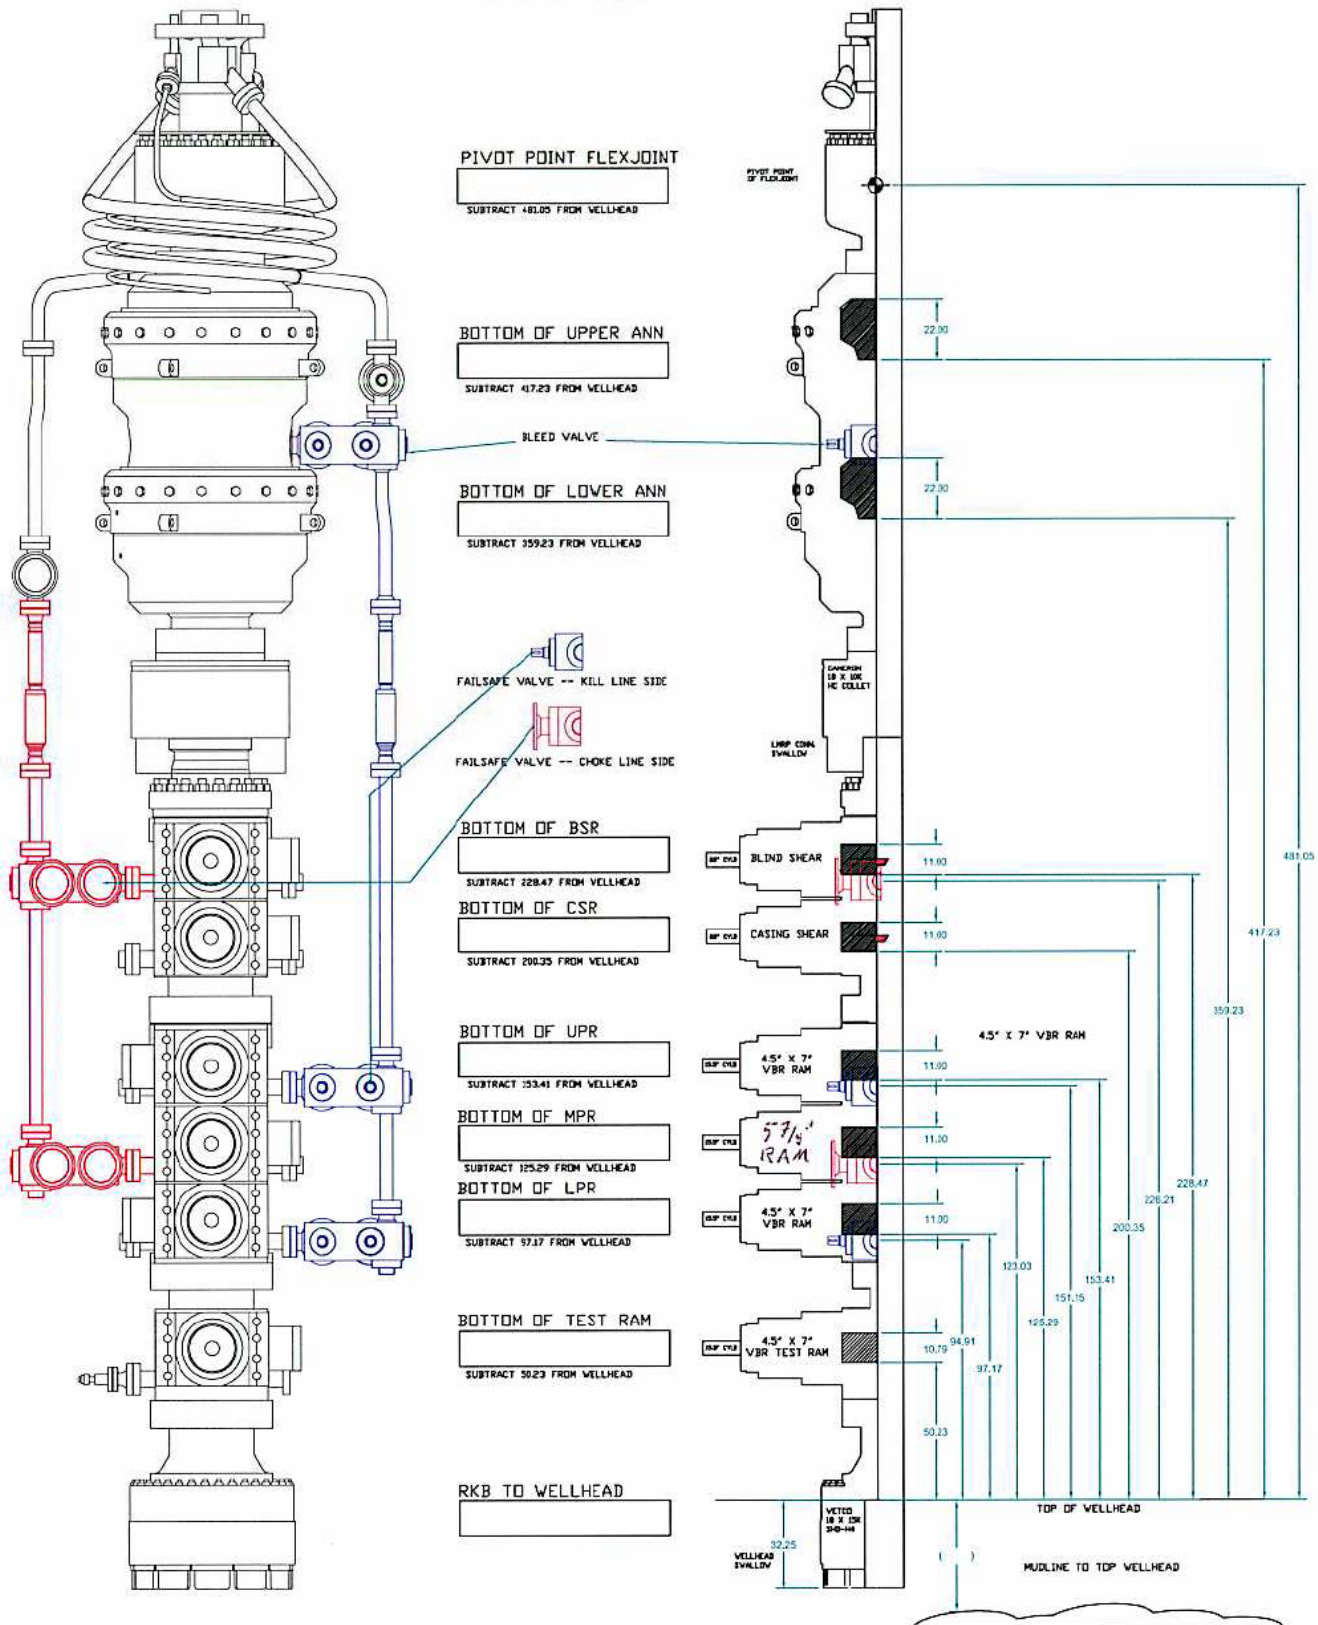 PIVOT POINT FLEXJOINT
SUBTRACT 481.05 FROM WELLHEAD
PIVOT POINT
OF FLEXJOINT
BOTTOM OF UPPER ANN
SUBTRACT 417.23 FROM WELLHEAD
22.00
BLEED VALVE
BOTTOM OF LOWER ANN
SUBTRACT 359.23 FROM WELLHEAD
22.00
FAILSAFE VALVE -- KILL LINE SIDE
CAMERON
18 X 10K
HC COLLET
FAILSAFE VALVE -- CHOKE LINE SIDE
LMRP CONN.
SWALLOW
BOTTOM OF BSR
SUBTRACT 228.47 FROM WELLHEAD
BLIND SHEAR
11.00
481.05
BOTTOM OF CSR
SUBTRACT 200.35 FROM WELLHEAD
CASING SHEAR
11.00
417.23
359.23
BOTTOM OF UPR
SUBTRACT 153.41 FROM WELLHEAD
4.5" X 7"
VBR RAM
11.00
4.5" X 7" VBR RAM
BOTTOM OF MPR
SUBTRACT 125.29 FROM WELLHEAD
5 7/8"
RAM
11.00
228.47
226.21
BOTTOM OF LPR
SUBTRACT 97.17 FROM WELLHEAD
4.5" X 7"
VBR RAM
11.00
200.35
123.03
153.41
151.15
125.29
BOTTOM OF TEST RAM
SUBTRACT 50.23 FROM WELLHEAD
4.5" X 7"
VBR TEST RAM
10.79
94.91
97.17
50.23
RKB TO WELLHEAD
TOP OF WELLHEAD
VETCO
18 X 15K
SHD-H4
32.25
WELLHEAD
SWALLOW
( )
MUDLINE TO TOP WELLHEAD